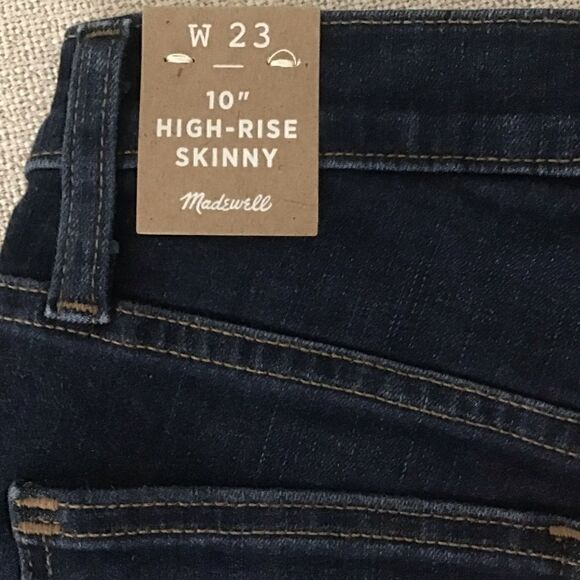 W 23
10"
HIGH-RISE
SKINNY
Madewell